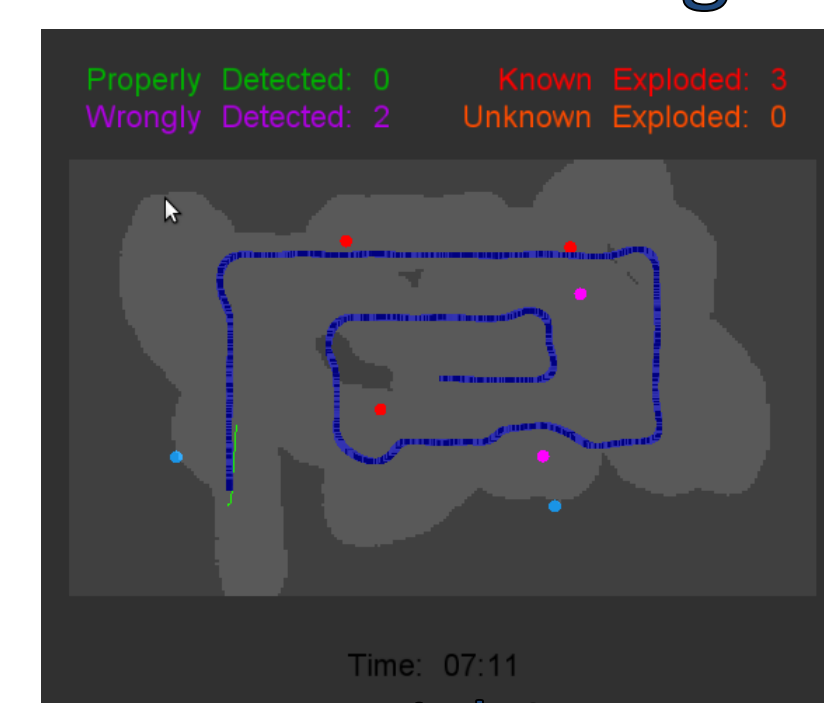 Properly Detected: 0
Known Exploded: 3
Wrongly Detected: 2
Unknown Exploded: 0
Time: 07:11